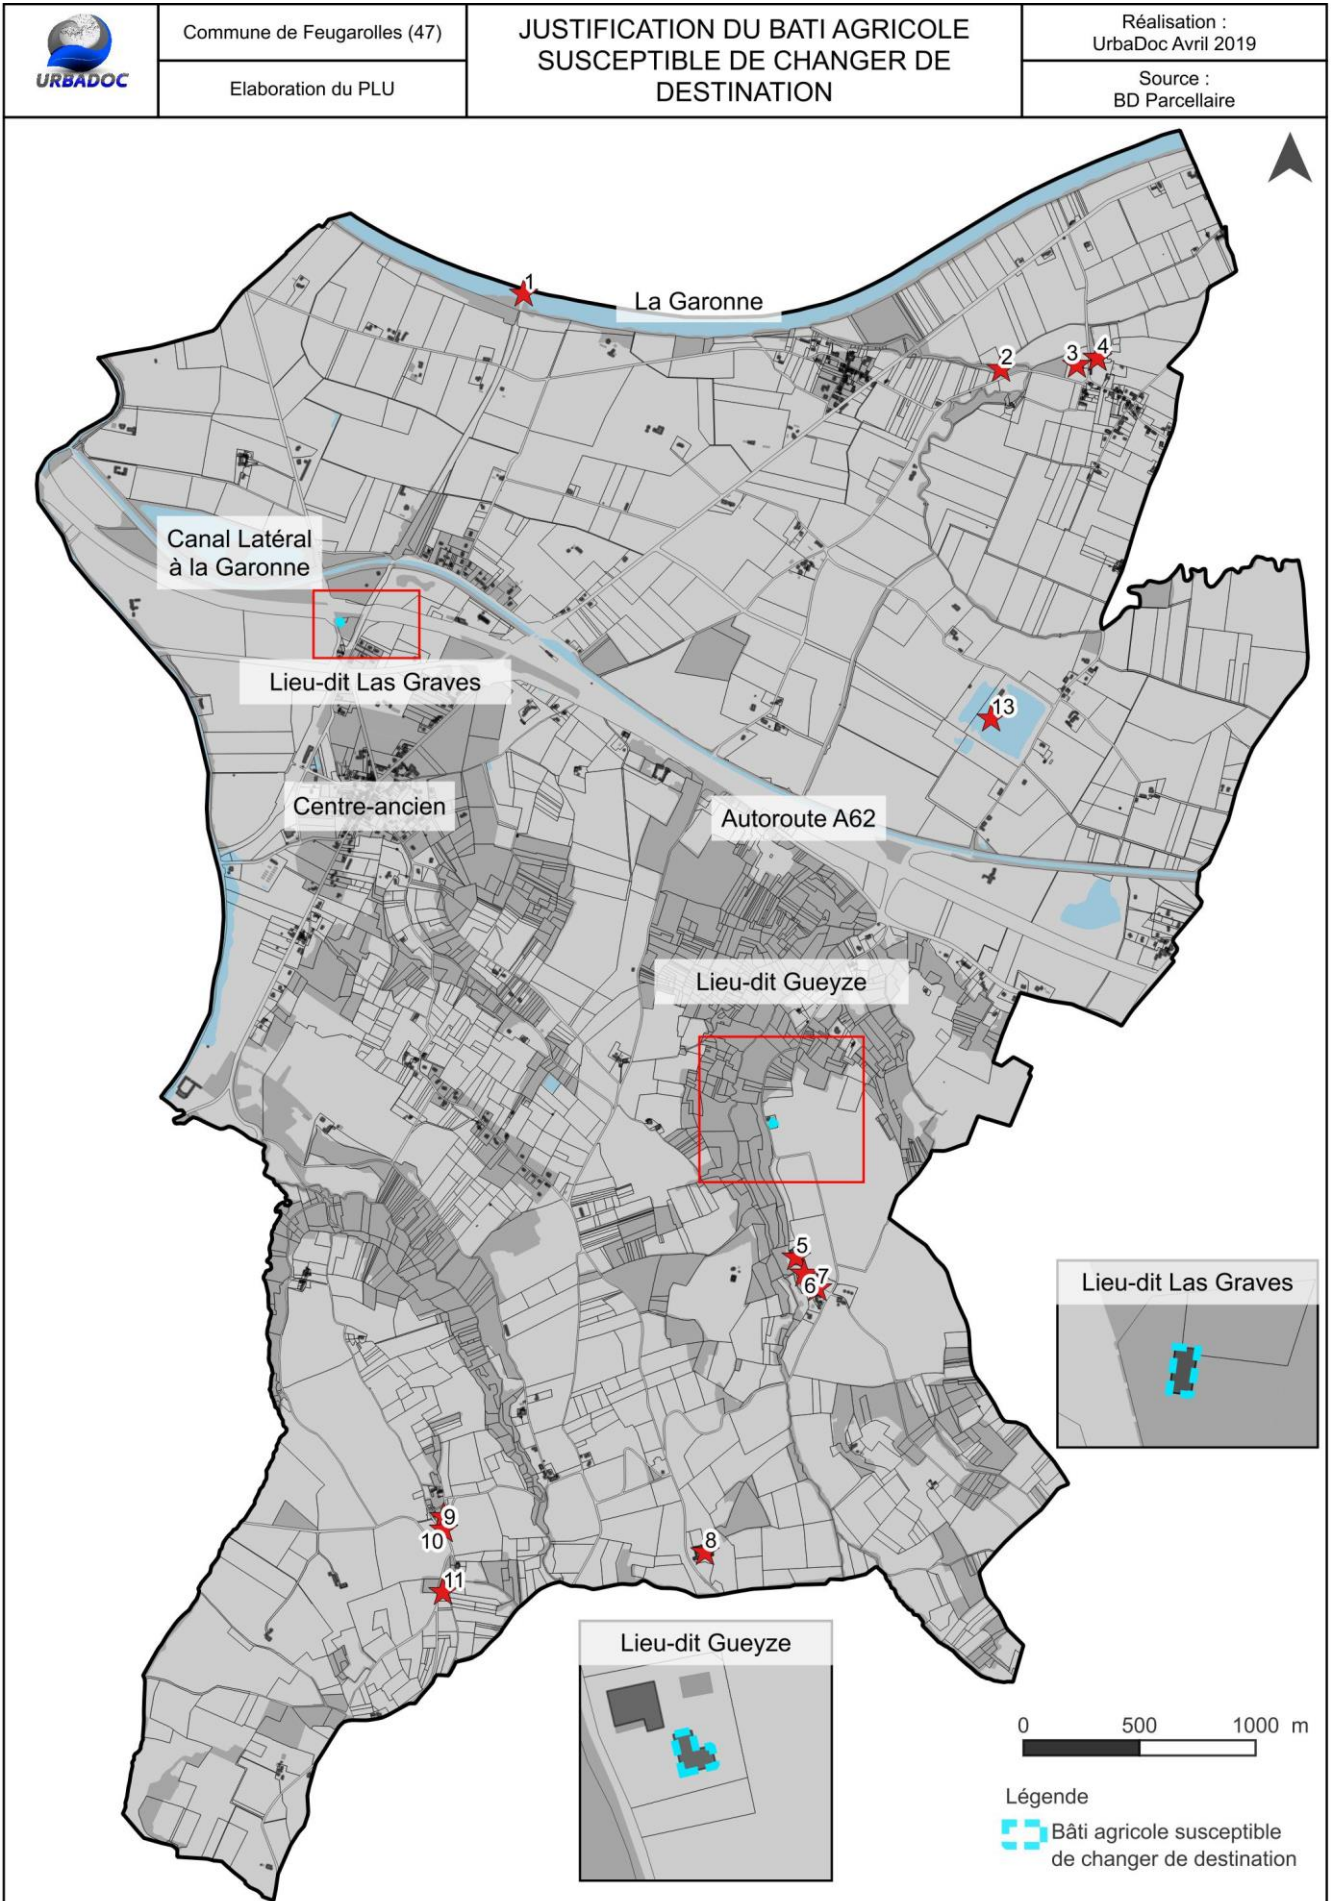 URBADOC
Commune de Feugarolles (47)
Elaboration du PLU
JUSTIFICATION DU BATI AGRICOLE
SUSCEPTIBLE DE CHANGER DE
DESTINATION
Réalisation :
UrbaDoc Avril 2019
Source :
BD Parcellaire
1
La Garonne
2
3
4
Canal Latéral
à la Garonne
Lieu-dit Las Graves
13
Centre-ancien
Autoroute A62
Lieu-dit Gueyze
5
6
7
Lieu-dit Las Graves
9
10
8
11
Lieu-dit Gueyze
0 500 1000 m
Légende
Bâti agricole susceptible
de changer de destination